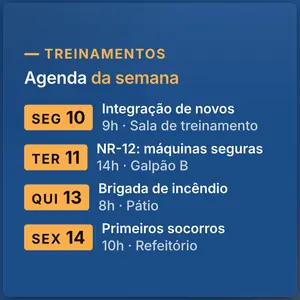 — TREINAMENTOS
Agenda da semana
SEG 10
Integração de novos
9h · Sala de treinamento
TER 11
NR-12: máquinas seguras
14h · Galpão B
QUI 13
Brigada de incêndio
8h · Pátio
SEX 14
Primeiros socorros
10h · Refeitório